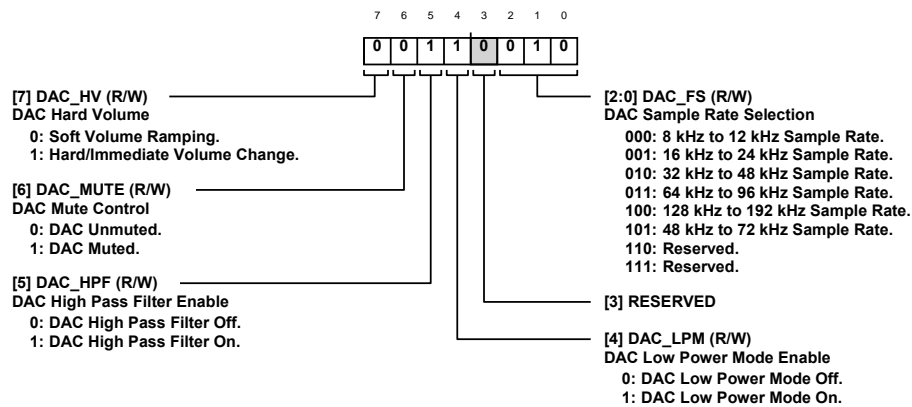 7 6 5 4 3 2 1 0
0 0 1 1 0 0 1 0
[7] DAC_HV (R/W)
DAC Hard Volume
0: Soft Volume Ramping.
1: Hard/Immediate Volume Change.
[6] DAC_MUTE (R/W)
DAC Mute Control
0: DAC Unmuted.
1: DAC Muted.
[5] DAC_HPF (R/W)
DAC High Pass Filter Enable
0: DAC High Pass Filter Off.
1: DAC High Pass Filter On.
[2:0] DAC_FS (R/W)
DAC Sample Rate Selection
000: 8 kHz to 12 kHz Sample Rate.
001: 16 kHz to 24 kHz Sample Rate.
010: 32 kHz to 48 kHz Sample Rate.
011: 64 kHz to 96 kHz Sample Rate.
100: 128 kHz to 192 kHz Sample Rate.
101: 48 kHz to 72 kHz Sample Rate.
110: Reserved.
111: Reserved.
[3] RESERVED
[4] DAC_LPM (R/W)
DAC Low Power Mode Enable
0: DAC Low Power Mode Off.
1: DAC Low Power Mode On.